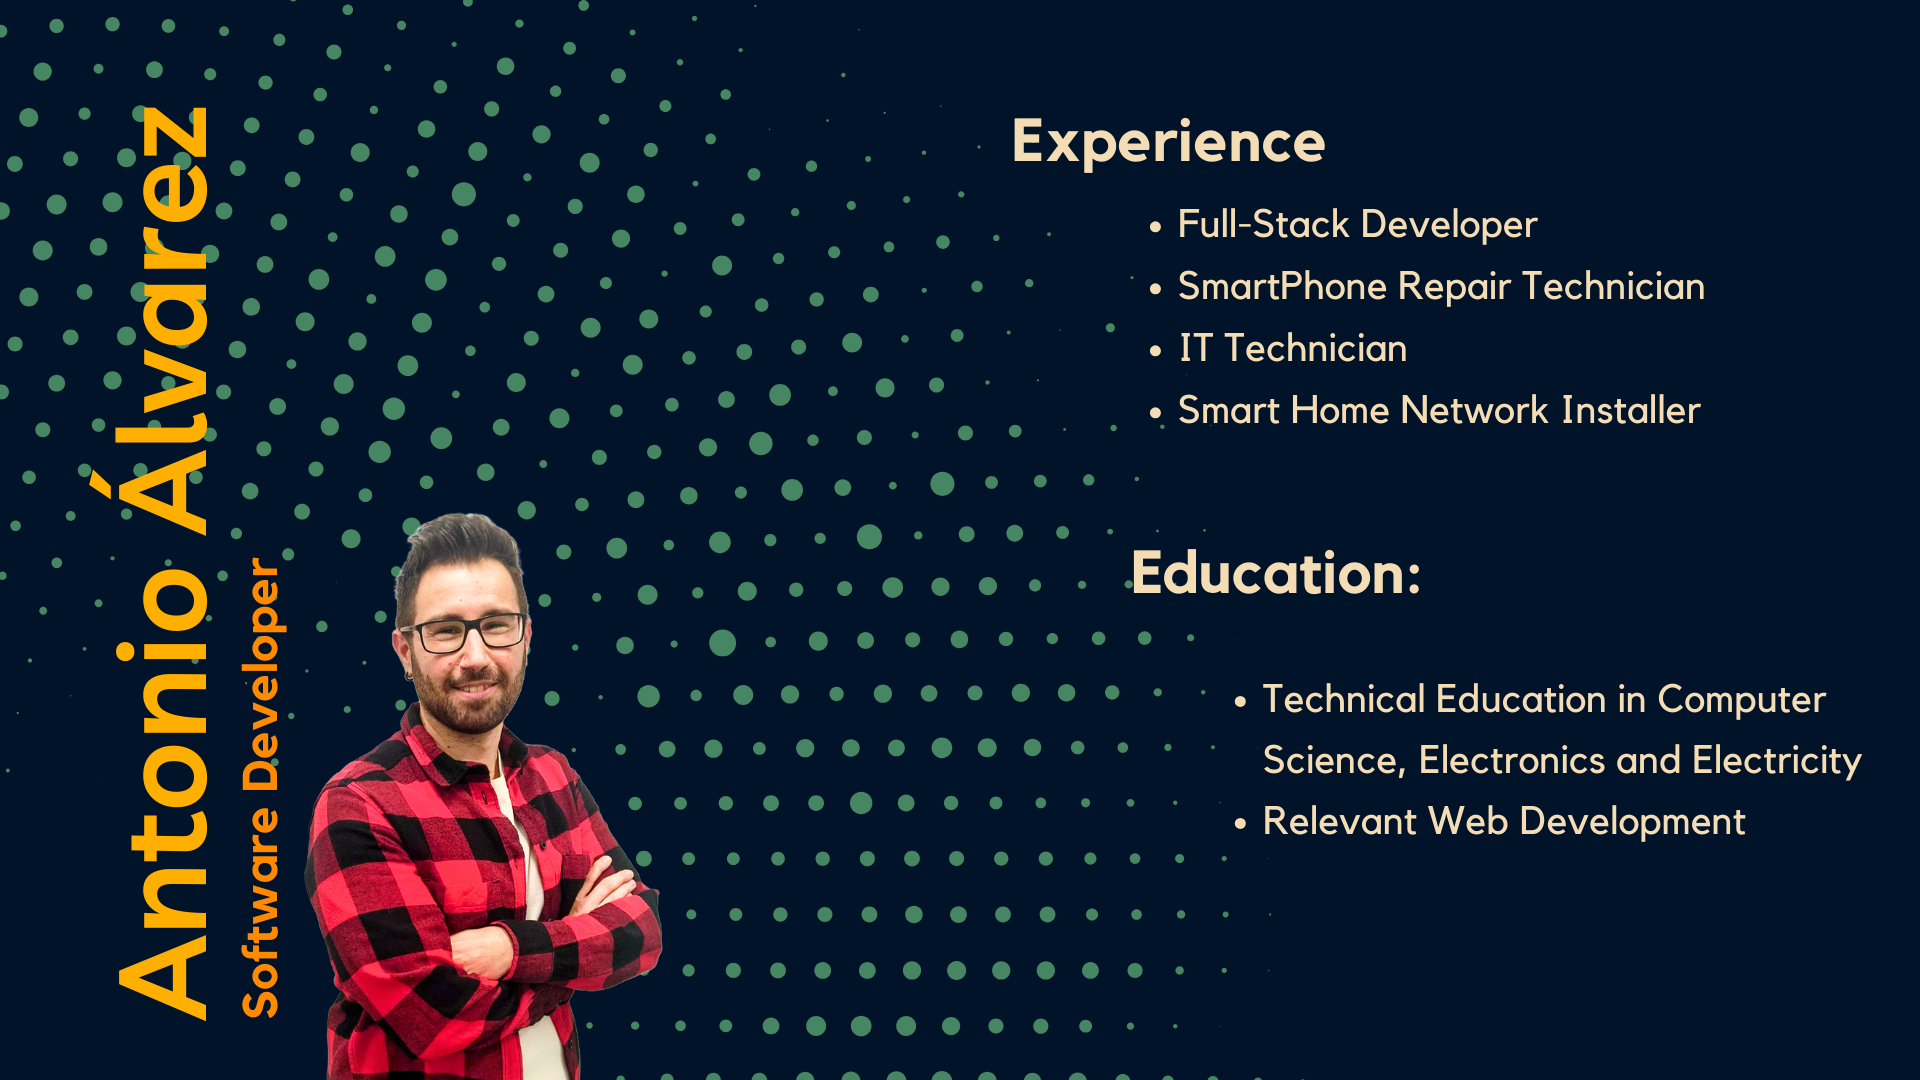 Antonio Álvarez
Software Developer
Experience
• Full-Stack Developer
• SmartPhone Repair Technician
• IT Technician
• Smart Home Network Installer
Education:
• Technical Education in Computer
Science, Electronics and Electricity
• Relevant Web Development